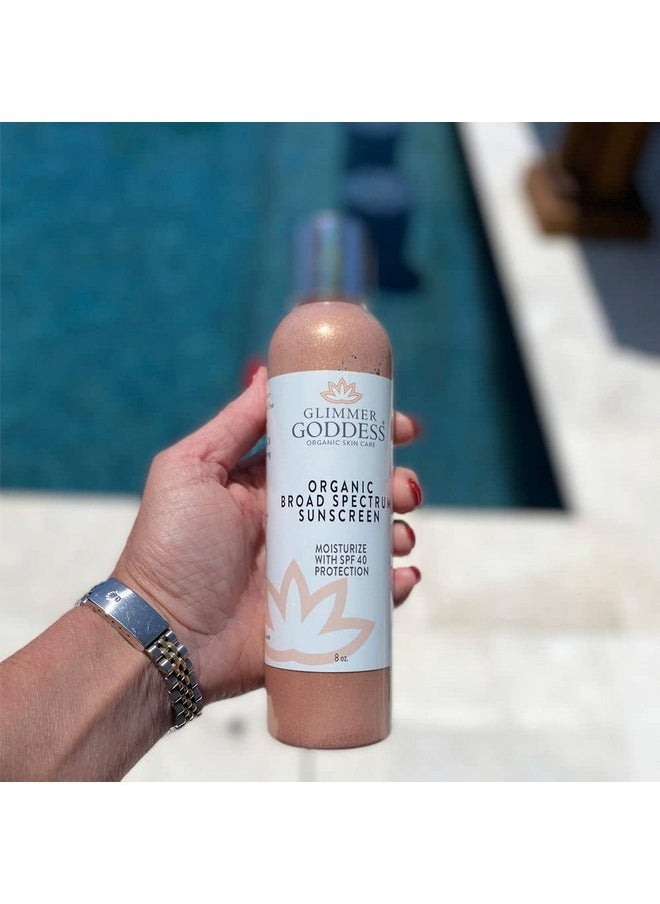 GLIMMER
GODDESS
ORGANIC SKIN CARE
ORGANIC
BROAD SPECTRUM
SUNSCREEN
MOISTURIZE
WITH SPF 40
PROTECTION
8 oz.